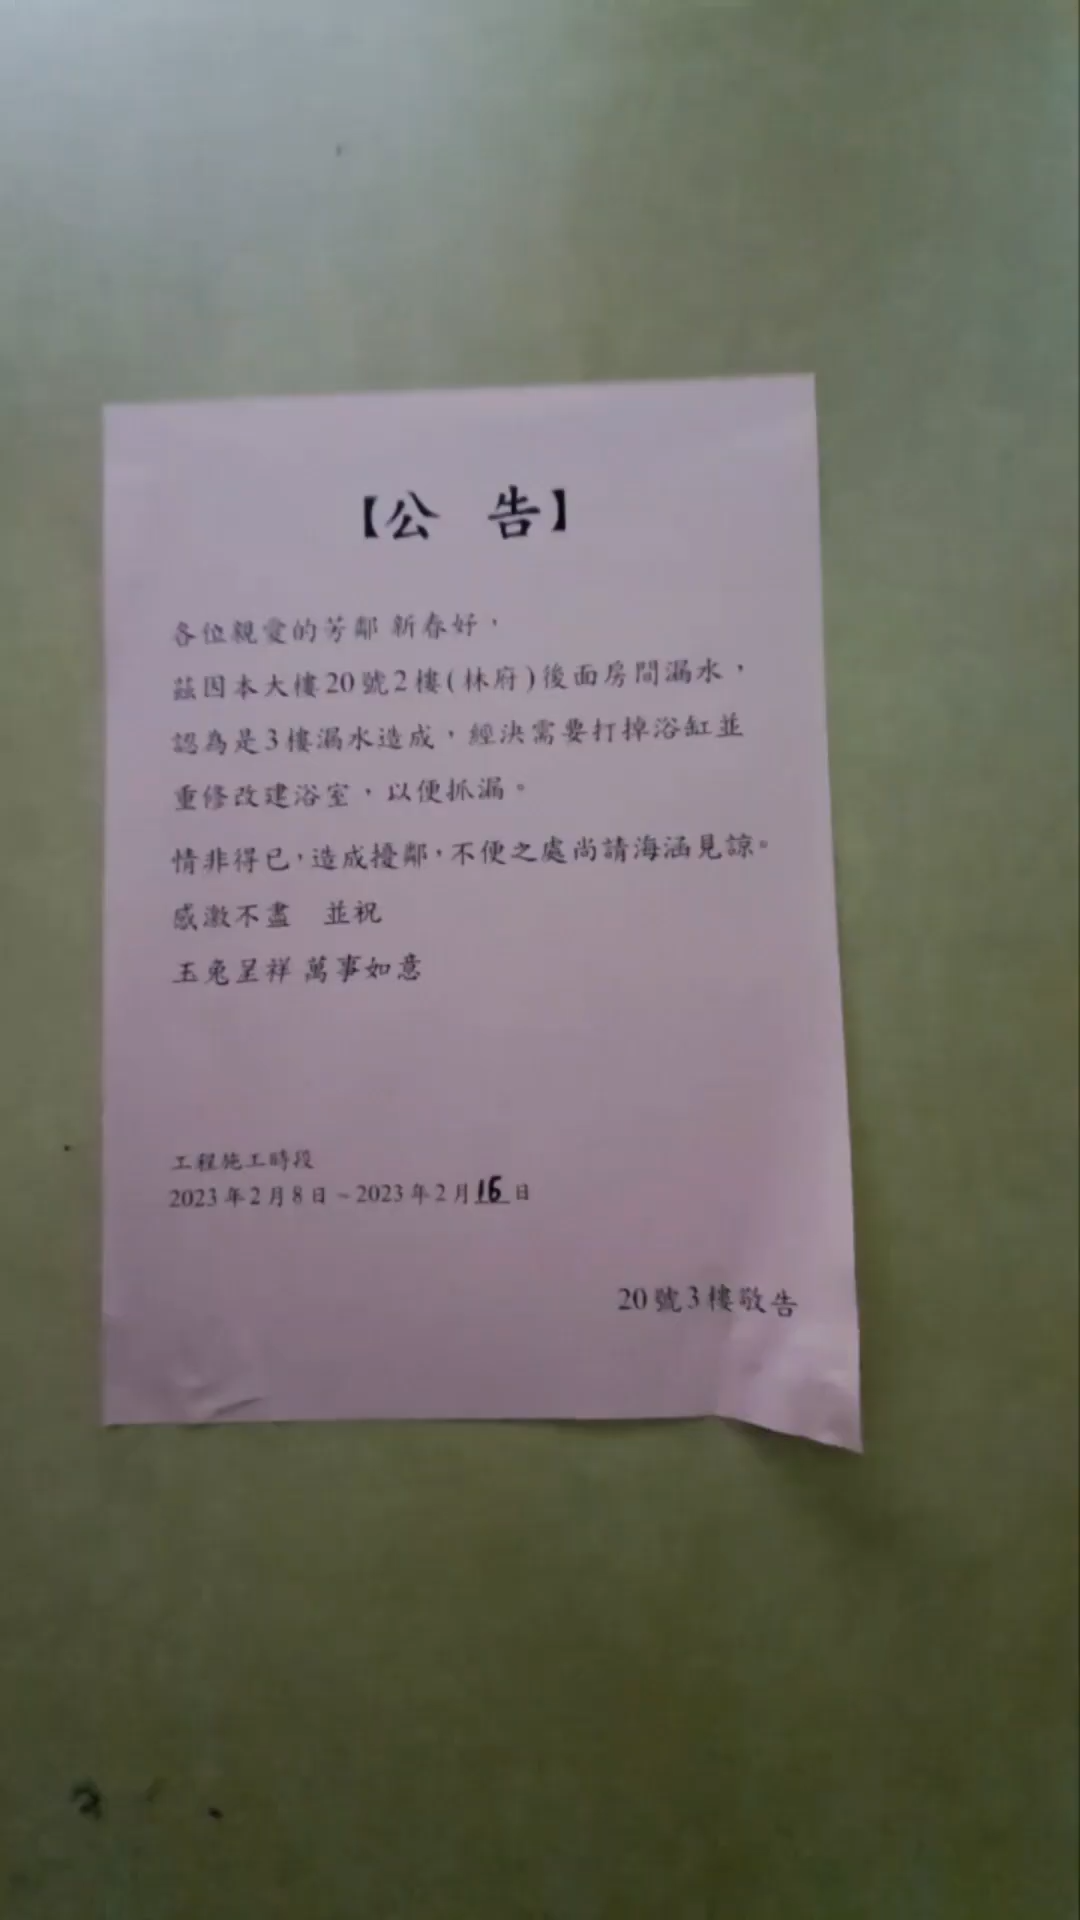 【公 告】
各位親愛的芳鄰 新春好，
茲因本大樓20號2樓(林府)後面房間漏水，
認為是3樓漏水造成，經決需要打掉浴缸並
重修改建浴室，以便抓漏。
情非得已，造成擾鄰，不便之處尚請海涵見諒。
感激不盡　並祝
玉兔呈祥 萬事如意
工程施工時段
2023年2月8日~2023年2月16日
20號3樓敬告